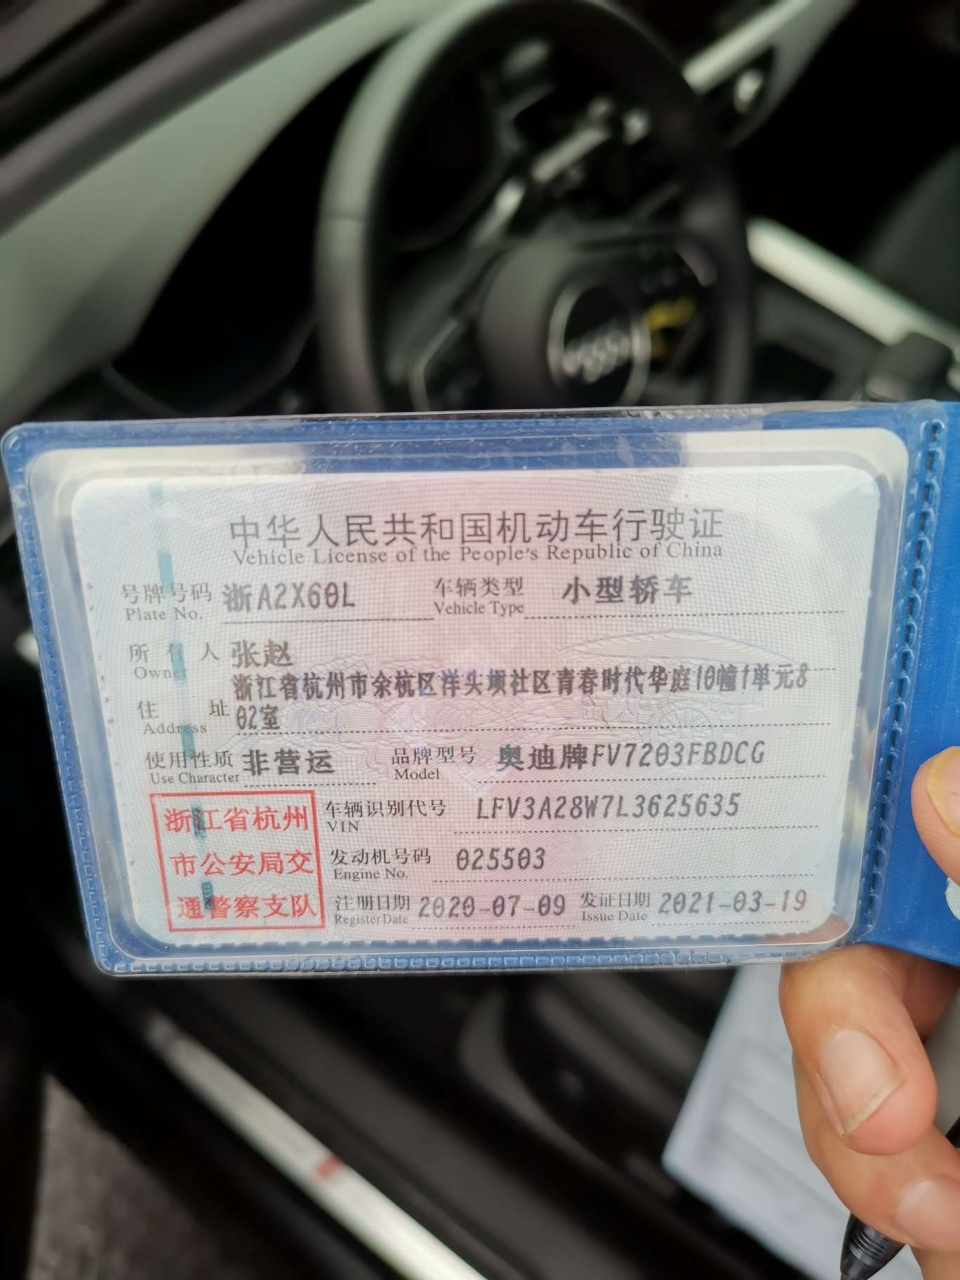 中华人民共和国机动车行驶证
Vehicle License of the People's Republic of China
号牌号码 浙A2X60L 车辆类型 小型轿车
Plate No. Vehicle Type
所有人 张赵
Owner
浙江省杭州市余杭区洋头坝社区青春时代华庭10幢1单元8
住址 02室
Address
使用性质 非营运 品牌型号 奥迪牌FV7203FBDCG
Use Character Model
浙江省杭州 车辆识别代号 LFV3A28W7L3625635
VIN
市公安局交 发动机号码 025503
Engine No.
通警察支队 注册日期 2020-07-09 发证日期 2021-03-19
Register Date Issue Date